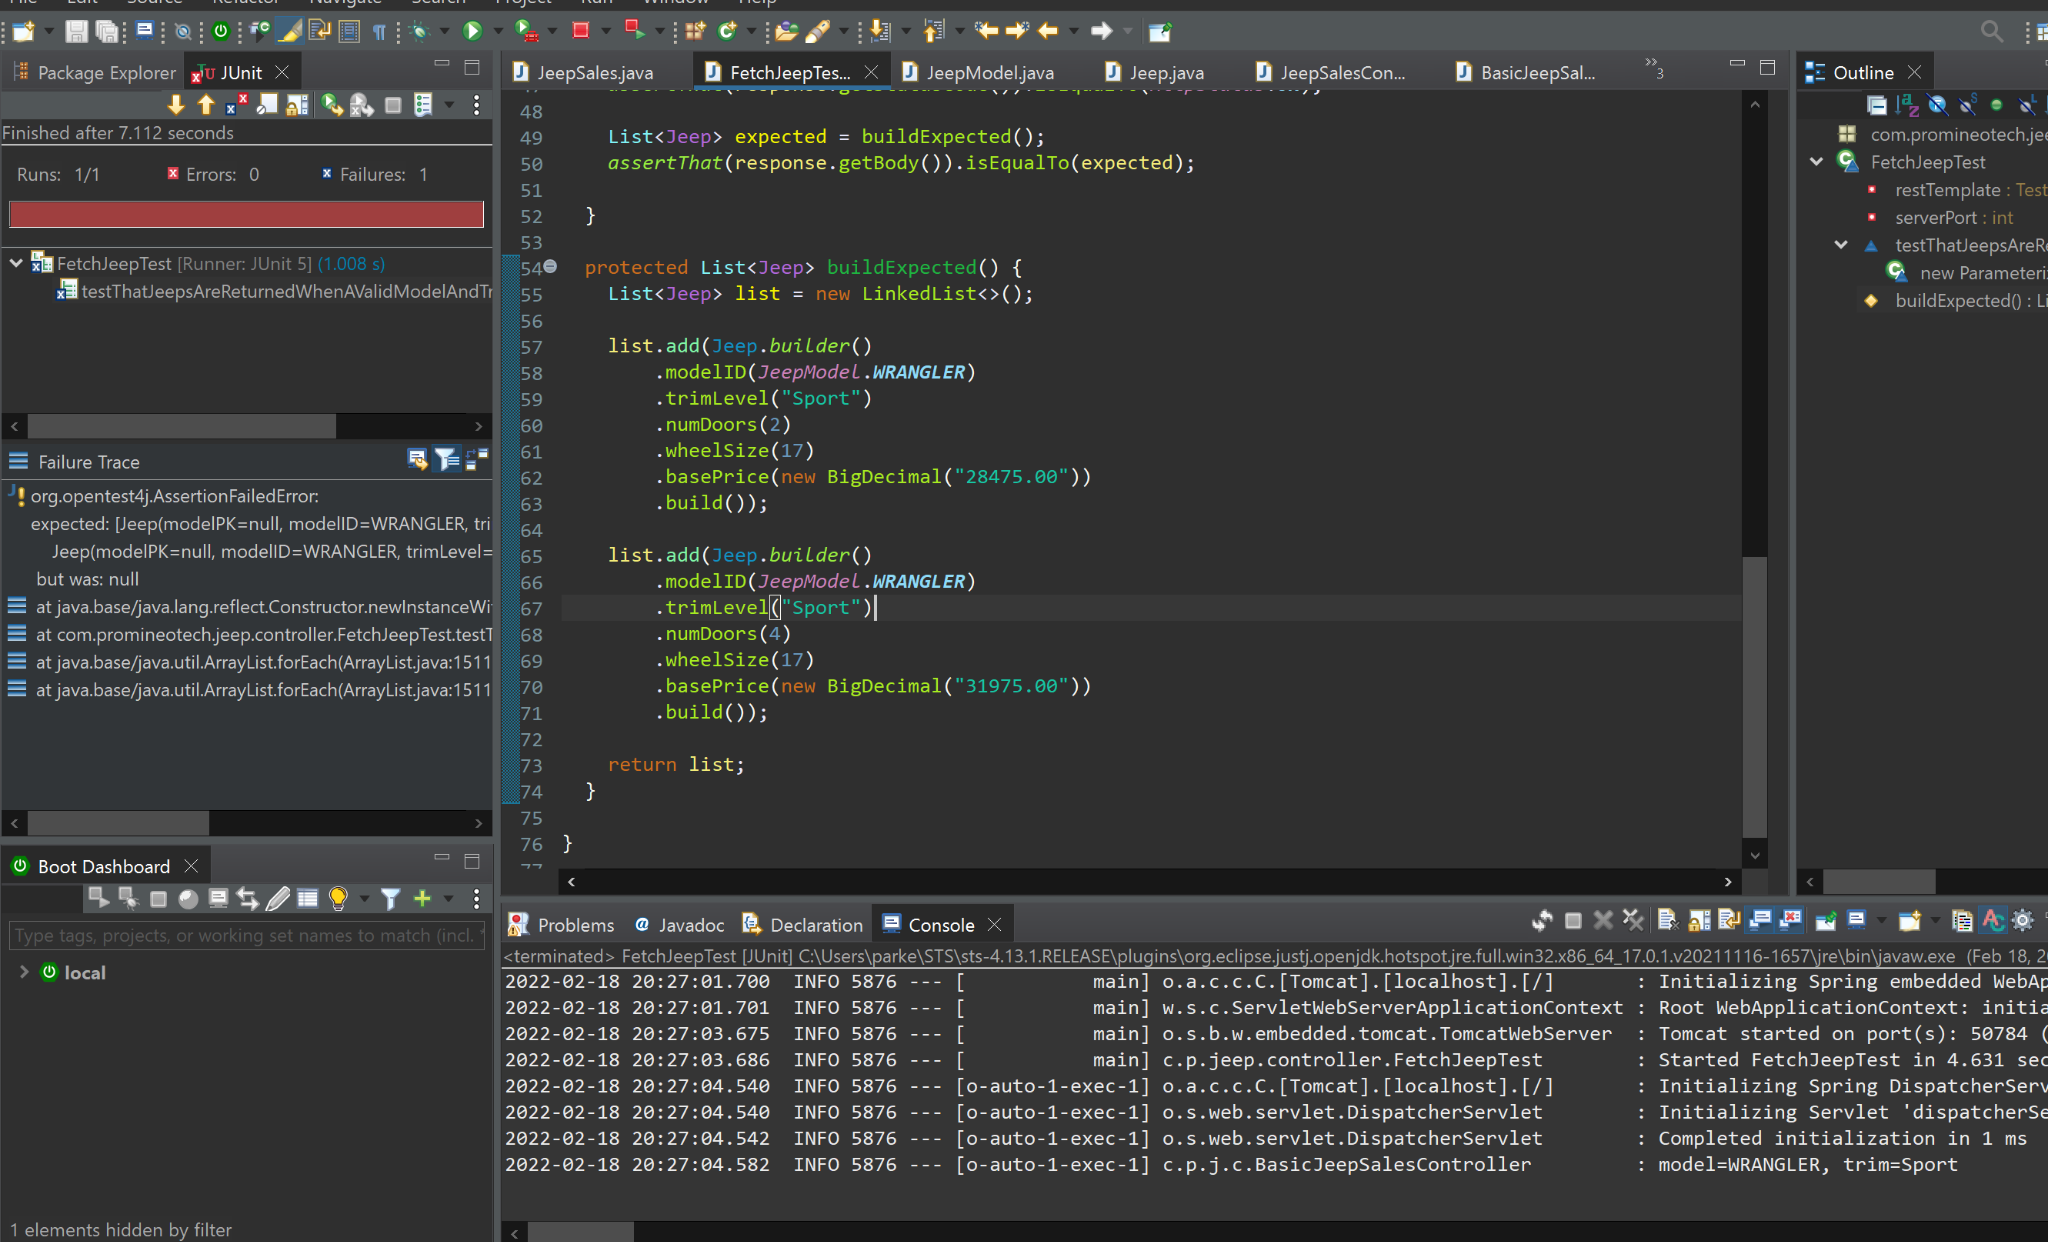 File Edit Source Refactor Navigate Search Project Run Window Help
Package Explorer
JUnit
Finished after 7.112 seconds
Runs: 1/1 Errors: 0 Failures: 1
FetchJeepTest [Runner: JUnit 5] (1.008 s)
testThatJeepsAreReturnedWhenAValidModelAndTr
Failure Trace
org.opentest4j.AssertionFailedError:
expected: [Jeep(modelPK=null, modelID=WRANGLER, tri
Jeep(modelPK=null, modelID=WRANGLER, trimLevel=
but was: null
at java.base/java.lang.reflect.Constructor.newInstanceWi
at com.promineotech.jeep.controller.FetchJeepTest.testT
at java.base/java.util.ArrayList.forEach(ArrayList.java:1511
at java.base/java.util.ArrayList.forEach(ArrayList.java:1511
Boot Dashboard
Type tags, projects, or working set names to match (incl. *
local
1 elements hidden by filter
JeepSales.java FetchJeepTes... JeepModel.java Jeep.java JeepSalesCon... BasicJeepSal... »3
48
49 List<Jeep> expected = buildExpected();
50 assertThat(response.getBody()).isEqualTo(expected);
51
52 }
53
54 protected List<Jeep> buildExpected() {
55 List<Jeep> list = new LinkedList<>();
56
57 list.add(Jeep.builder()
58 .modelID(JeepModel.WRANGLER)
59 .trimLevel("Sport")
60 .numDoors(2)
61 .wheelSize(17)
62 .basePrice(new BigDecimal("28475.00"))
63 .build());
64
65 list.add(Jeep.builder()
66 .modelID(JeepModel.WRANGLER)
67 .trimLevel("Sport")
68 .numDoors(4)
69 .wheelSize(17)
70 .basePrice(new BigDecimal("31975.00"))
71 .build());
72
73 return list;
74 }
75
76 }
77
Outline
com.promineotech.jee
FetchJeepTest
restTemplate : Test
serverPort : int
testThatJeepsAreRe
new Parameteri
buildExpected() : Li
Problems Javadoc Declaration Console
<terminated> FetchJeepTest [JUnit] C:\Users\parke\STS\sts-4.13.1.RELEASE\plugins\org.eclipse.justj.openjdk.hotspot.jre.full.win32.x86_64_17.0.1.v20211116-1657\jre\bin\javaw.exe (Feb 18, 20
2022-02-18 20:27:01.700 INFO 5876 --- [ main] o.a.c.c.C.[Tomcat].[localhost].[/] : Initializing Spring embedded WebAp
2022-02-18 20:27:01.701 INFO 5876 --- [ main] w.s.c.ServletWebServerApplicationContext : Root WebApplicationContext: initia
2022-02-18 20:27:03.675 INFO 5876 --- [ main] o.s.b.w.embedded.tomcat.TomcatWebServer : Tomcat started on port(s): 50784 (
2022-02-18 20:27:03.686 INFO 5876 --- [ main] c.p.jeep.controller.FetchJeepTest : Started FetchJeepTest in 4.631 sec
2022-02-18 20:27:04.540 INFO 5876 --- [o-auto-1-exec-1] o.a.c.c.C.[Tomcat].[localhost].[/] : Initializing Spring DispatcherServ
2022-02-18 20:27:04.540 INFO 5876 --- [o-auto-1-exec-1] o.s.web.servlet.DispatcherServlet : Initializing Servlet 'dispatcherSe
2022-02-18 20:27:04.542 INFO 5876 --- [o-auto-1-exec-1] o.s.web.servlet.DispatcherServlet : Completed initialization in 1 ms
2022-02-18 20:27:04.582 INFO 5876 --- [o-auto-1-exec-1] c.p.j.c.BasicJeepSalesController : model=WRANGLER, trim=Sport